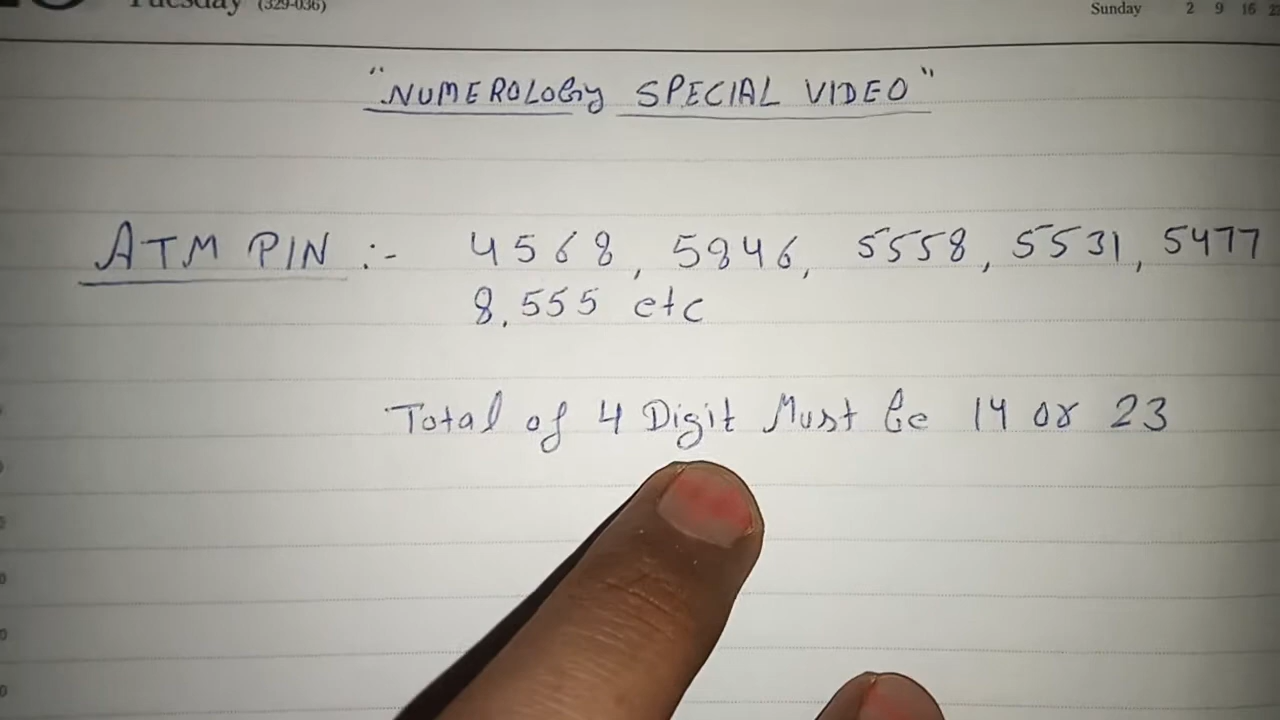 Tuesday (329-036)
Sunday 2 9 16
"NUMEROLOGY SPECIAL VIDEO"
ATM PIN :- 4568, 5846, 5558, 5531, 5477
8,555 etc
Total of 4 Digit Must be 14 or 23